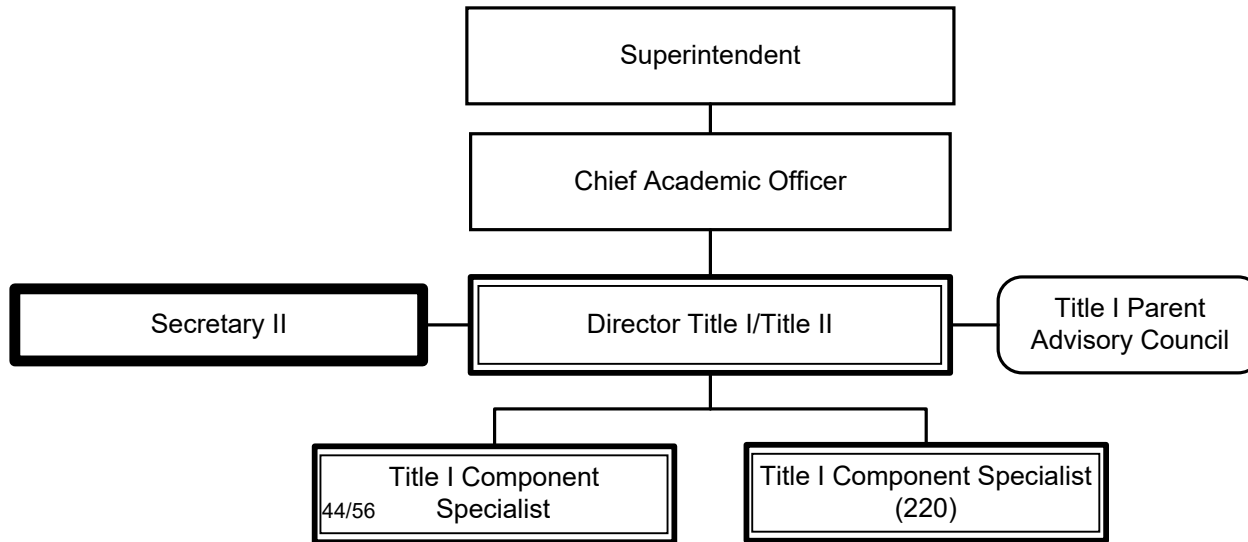 Superintendent
Chief Academic Officer
Secretary II
Director Title I/Title II
Title I Parent
Advisory Council
Title I Component
Specialist
44/56
Title I Component Specialist
(220)